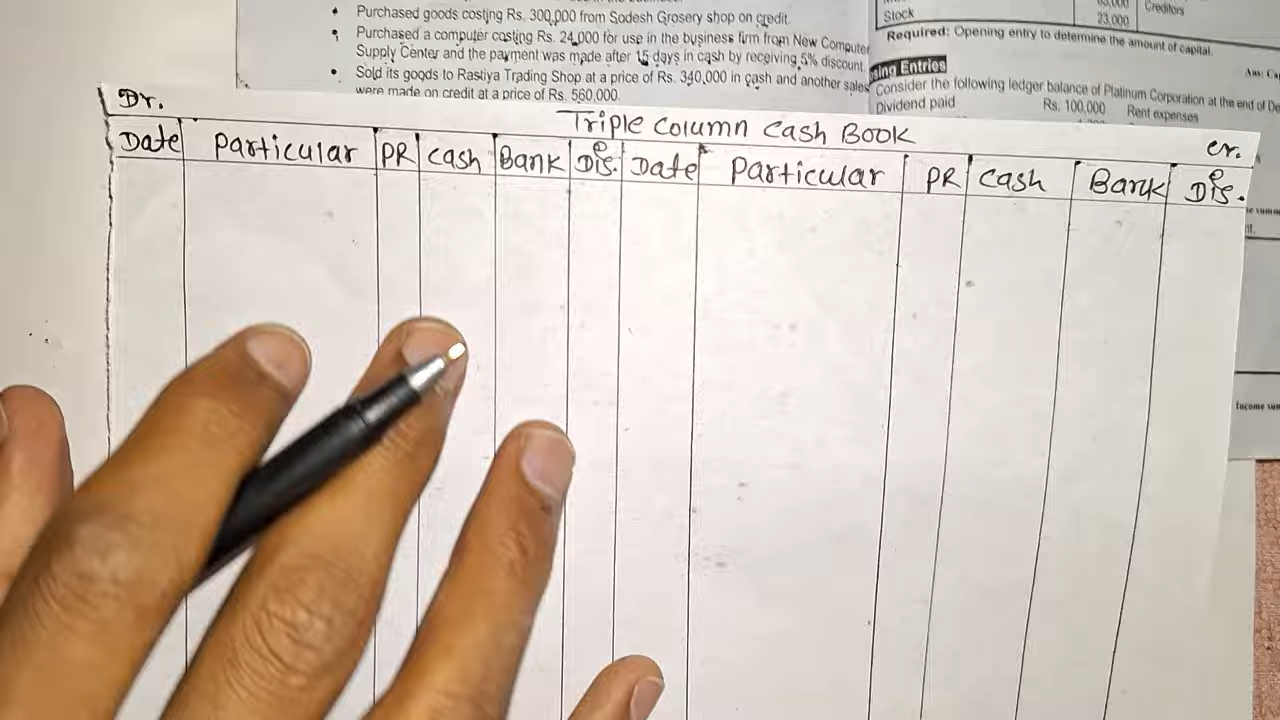 • Purchased goods costing Rs. 300,000 from Sodesh Grosery shop on credit.
• Purchased a computer costing Rs. 24,000 for use in the business firm from New Computer
Supply Center and the payment was made after 15 days in cash by receiving 5% discount.
• Sold its goods to Rastiya Trading Shop at a price of Rs. 340,000 in cash and another sales
were made on credit at a price of Rs. 560,000.
Stock 23,000 Creditors
Required: Opening entry to determine the amount of capital.
sing Entries
Consider the following ledger balance of Platinum Corporation at the end of
Dividend paid Rs. 100,000 Rent expenses
Dr.
Triple Column Cash Book
Cr.
Date Particular PR Cash Bank Dis. Date Particular PR Cash Bank Dis.